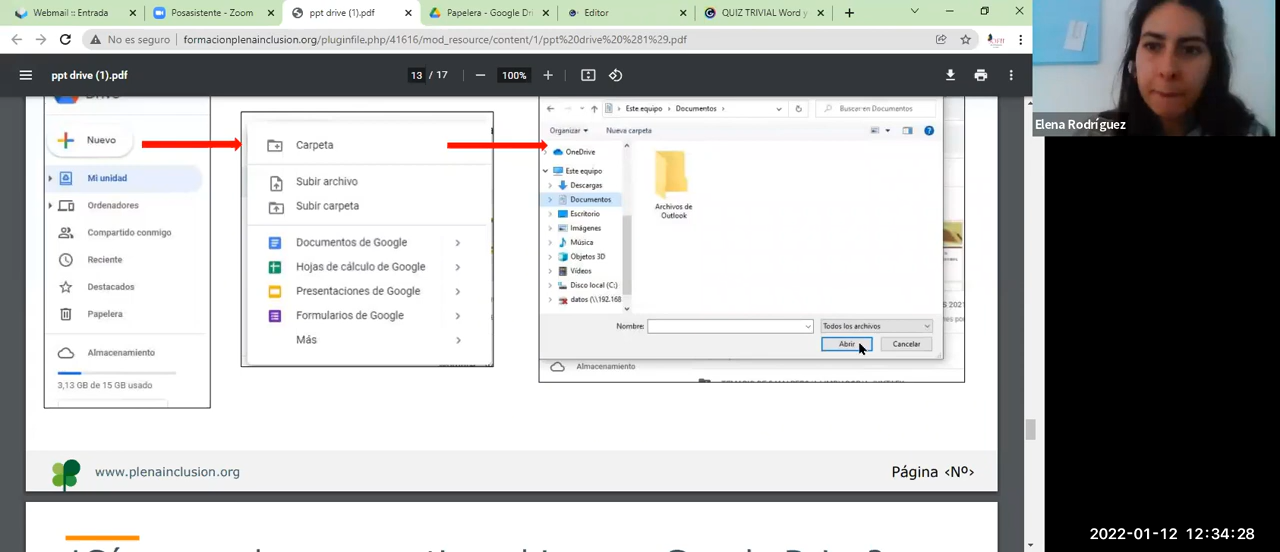 Webmail :: Entrada
Posasistente - Zoom
ppt drive (1).pdf
Papelera - Google Dri
Editor
QUIZ TRIVIAL Word y
No es seguro
formacionplenainclusion.org/pluginfile.php/41616/mod_resource/content/1/ppt%20drive%20%281%29.pdf
ppt drive (1).pdf
13 / 17
100%
Elena Rodríguez
Nuevo
Mi unidad
Ordenadores
Compartido conmigo
Reciente
Destacados
Papelera
Almacenamiento
3,13 GB de 15 GB usado
Carpeta
Subir archivo
Subir carpeta
Documentos de Google
Hojas de cálculo de Google
Presentaciones de Google
Formularios de Google
Más
Este equipo › Documentos ›
Buscar en Documentos
Organizar
Nueva carpeta
OneDrive
Este equipo
Descargas
Documentos
Escritorio
Imágenes
Música
Objetos 3D
Vídeos
Disco local (C:)
datos (\\192.168
Archivos de
Outlook
Nombre:
Todos los archivos
Abrir
Cancelar
Almacenamiento
www.plenainclusion.org
Página ‹Nº›
2022-01-12 12:34:28